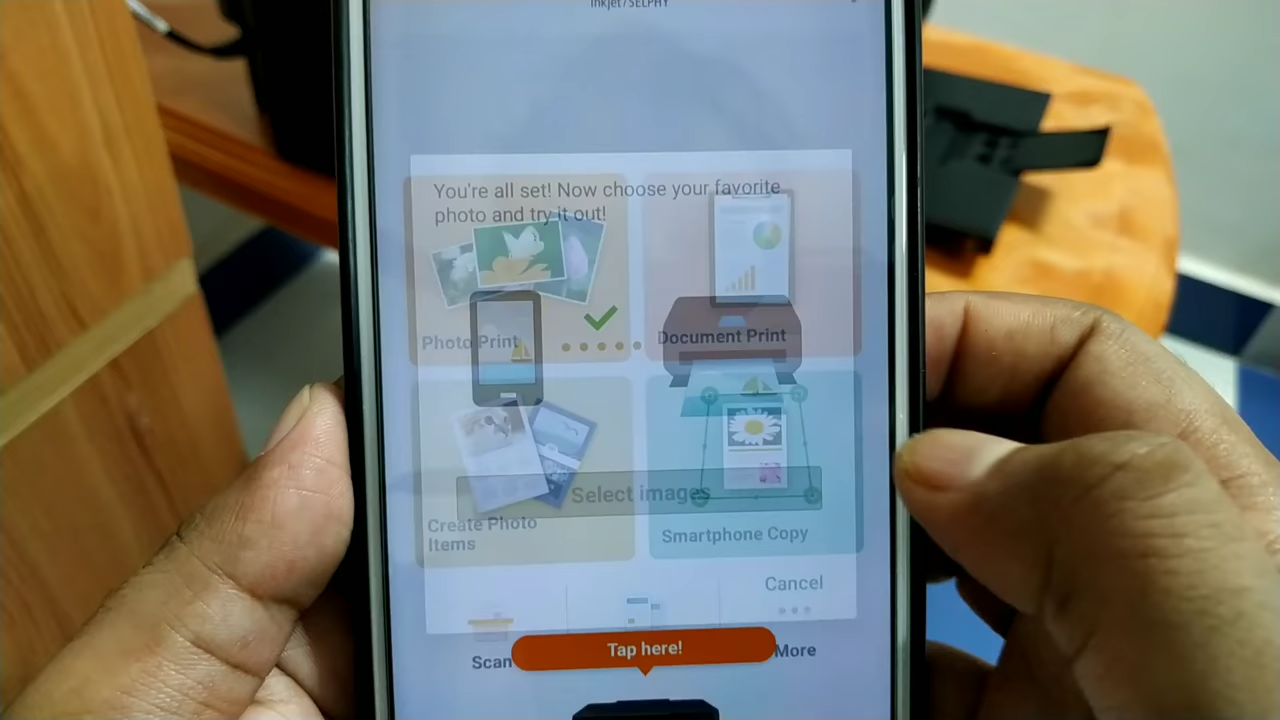 Inkjet/SELPHY
You're all set! Now choose your favorite
photo and try it out!
Photo Print
Document Print
Select images
Create Photo
Items
Smartphone Copy
Cancel
Scan
More
Tap here!